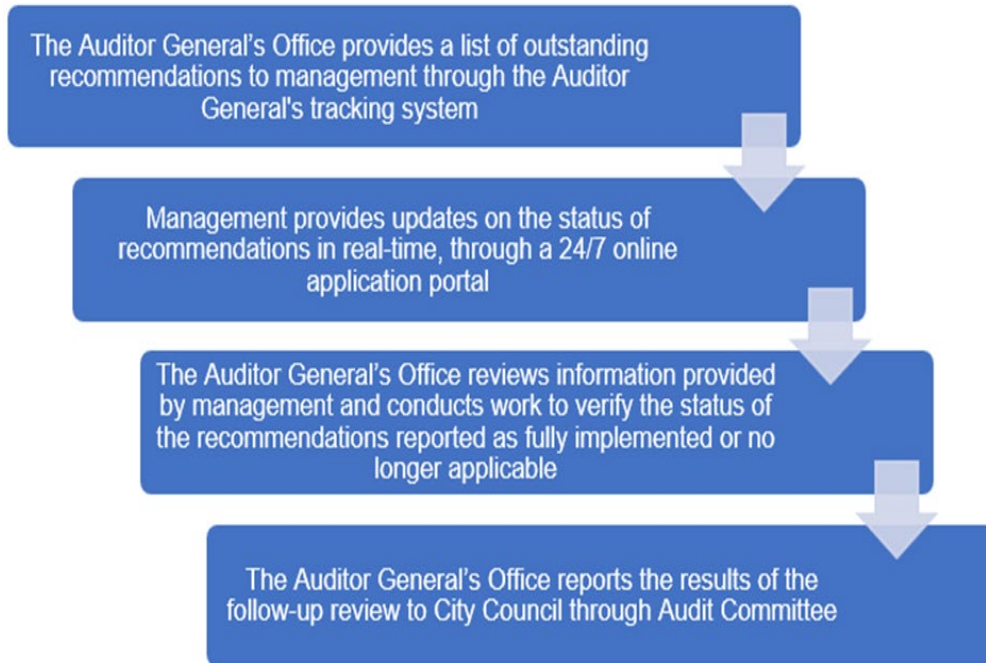 The Auditor General’s Office provides a list of outstanding
recommendations to management through the Auditor
General's tracking system
Management provides updates on the status of
recommendations in real-time, through a 24/7 online
application portal
The Auditor General’s Office reviews information provided
by management and conducts work to verify the status of
the recommendations reported as fully implemented or no
longer applicable
The Auditor General’s Office reports the results of the
follow-up review to City Council through Audit Committee